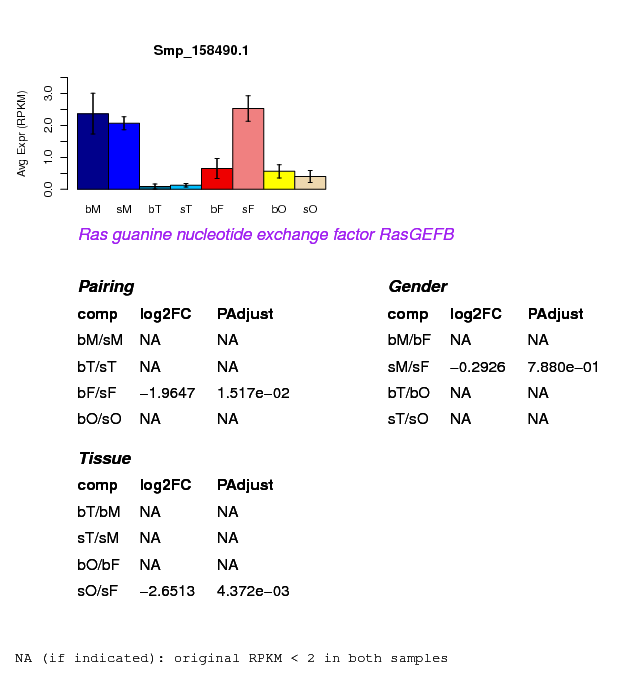 Smp_158490.1
Avg Expr (RPKM)
0.0 1.0 2.0 3.0
bM sM bT sT bF sF bO sO
Ras guanine nucleotide exchange factor RasGEFB
Pairing
comp log2FC PAdjust
bM/sM NA NA
bT/sT NA NA
bF/sF −1.9647 1.517e−02
bO/sO NA NA
Gender
comp log2FC PAdjust
bM/bF NA NA
sM/sF −0.2926 7.880e−01
bT/bO NA NA
sT/sO NA NA
Tissue
comp log2FC PAdjust
bT/bM NA NA
sT/sM NA NA
bO/bF NA NA
sO/sF −2.6513 4.372e−03
NA (if indicated): original RPKM < 2 in both samples